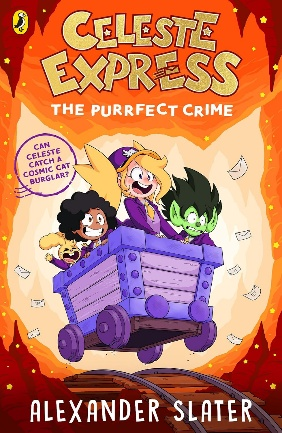 CELESTE
EXPRESS
THE PURRFECT CRIME
CAN
CELESTE
CATCH A
COSMIC CAT
BURGLAR?
ALEXANDER SLATER